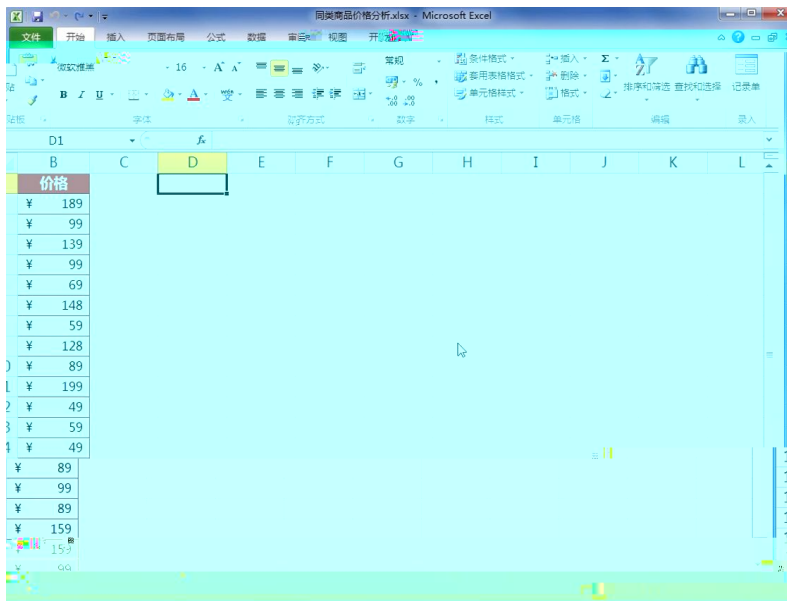 同类商品价格分析.xlsx - Microsoft Excel
文件 开始 插入 页面布局 公式 数据 视图
微软雅黑 16 A A 常规 条件格式 插入 Σ
% 套用表格格式 删除 排序和筛选 查找和选择 记录单
B I U A 单元格样式 格式
字体 对齐方式 数字 样式 单元格 编辑 录入
D1 fx
B C D E F G H I J K L
价格
¥ 189
¥ 99
¥ 139
¥ 99
¥ 69
¥ 148
¥ 59
¥ 128
¥ 89
¥ 199
¥ 49
¥ 59
¥ 49
¥ 89
¥ 99
¥ 89
¥ 159
159
99